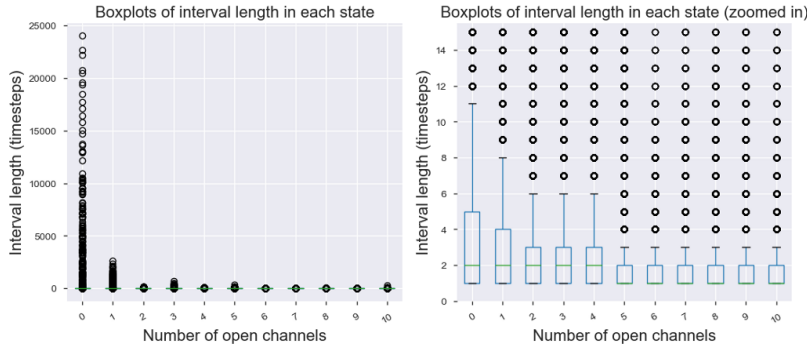 Boxplots of interval length in each state
Interval length (timesteps)
25000
20000
15000
10000
5000
0
0 1 2 3 4 5 6 7 8 9 10
Number of open channels
Boxplots of interval length in each state (zoomed in)
Interval length (timesteps)
14
12
10
8
6
4
2
0
0 1 2 3 4 5 6 7 8 9 10
Number of open channels